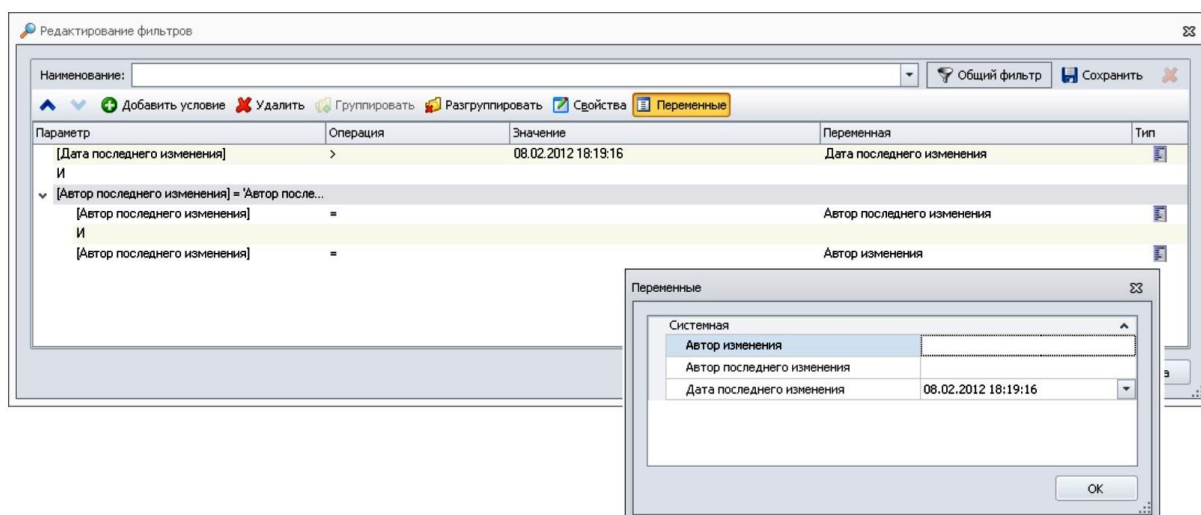 Редактирование фильтров
Наименование: Общий фильтр Сохранить
Добавить условие Удалить Группировать Разгруппировать Свойства Переменные
Параметр Операция Значение Переменная Тип
[Дата последнего изменения] > 08.02.2012 18:19:16 Дата последнего изменения
И
[Автор последнего изменения] = 'Автор после...
[Автор последнего изменения] = Автор последнего изменения
И
[Автор последнего изменения] = Автор изменения
Переменные
Системная
Автор изменения
Автор последнего изменения
Дата последнего изменения 08.02.2012 18:19:16
ОК